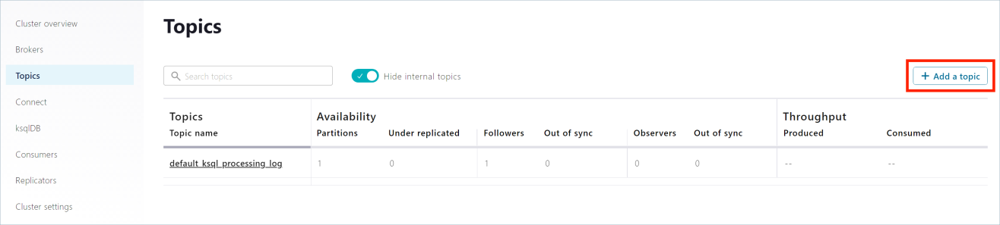 Cluster overview
Brokers
Topics
Connect
ksqlDB
Consumers
Replicators
Cluster settings
Topics
Search topics
Hide internal topics
+ Add a topic
Topics Availability Throughput
Topic name Partitions Under replicated Followers Out of sync Observers Out of sync Produced Consumed
default_ksql_processing_log 1 0 1 0 0 0 -- --